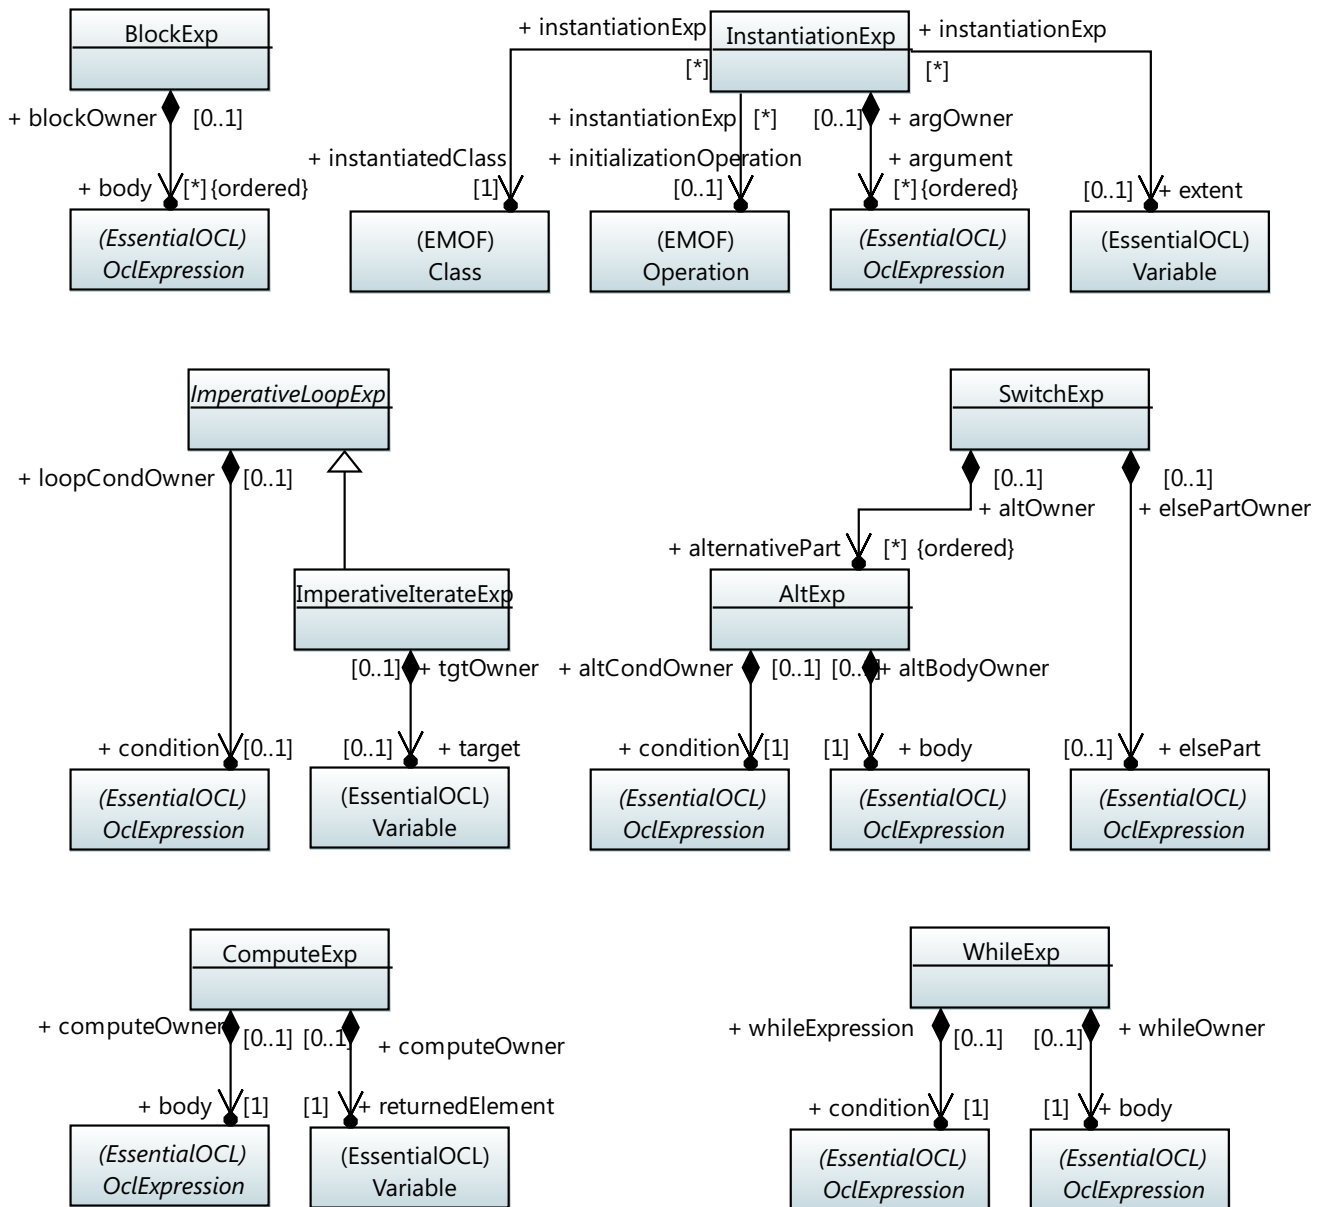 BlockExp
+ blockOwner
[0..1]
+ body
[*] {ordered}
(EssentialOCL)
OclExpression
+ instantiationExp
InstantiationExp
+ instantiationExp
[*]
[*]
+ instantiationExp
[*]
[0..1]
+ argOwner
+ instantiatedClass
+ initializationOperation
+ argument
[1]
[0..1]
[*] {ordered}
[0..1]
+ extent
(EMOF)
Class
(EMOF)
Operation
(EssentialOCL)
OclExpression
(EssentialOCL)
Variable
ImperativeLoopExp
+ loopCondOwner
[0..1]
ImperativeIterateExp
[0..1]
+ tgtOwner
+ condition
[0..1]
[0..1]
+ target
(EssentialOCL)
OclExpression
(EssentialOCL)
Variable
SwitchExp
[0..1]
+ altOwner
[0..1]
+ elsePartOwner
+ alternativePart
[*] {ordered}
AltExp
+ altCondOwner
[0..1]
[0..1]
+ altBodyOwner
+ condition
[1]
[1]
+ body
[0..1]
+ elsePart
(EssentialOCL)
OclExpression
(EssentialOCL)
OclExpression
(EssentialOCL)
OclExpression
ComputeExp
+ computeOwner
[0..1]
[0..1]
+ computeOwner
+ body
[1]
[1]
+ returnedElement
(EssentialOCL)
OclExpression
(EssentialOCL)
Variable
WhileExp
+ whileExpression
[0..1]
[0..1]
+ whileOwner
+ condition
[1]
[1]
+ body
(EssentialOCL)
OclExpression
(EssentialOCL)
OclExpression